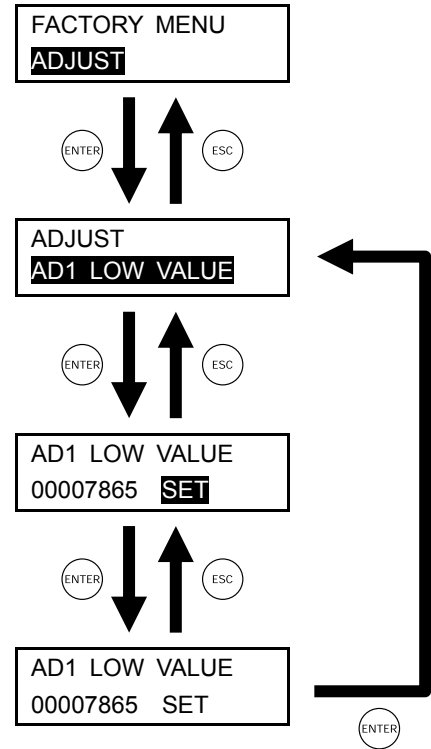 FACTORY MENU
ADJUST
ENTER ESC
ADJUST
AD1 LOW VALUE
ENTER ESC
AD1 LOW VALUE
00007865 SET
ENTER ESC
AD1 LOW VALUE
00007865 SET
ENTER